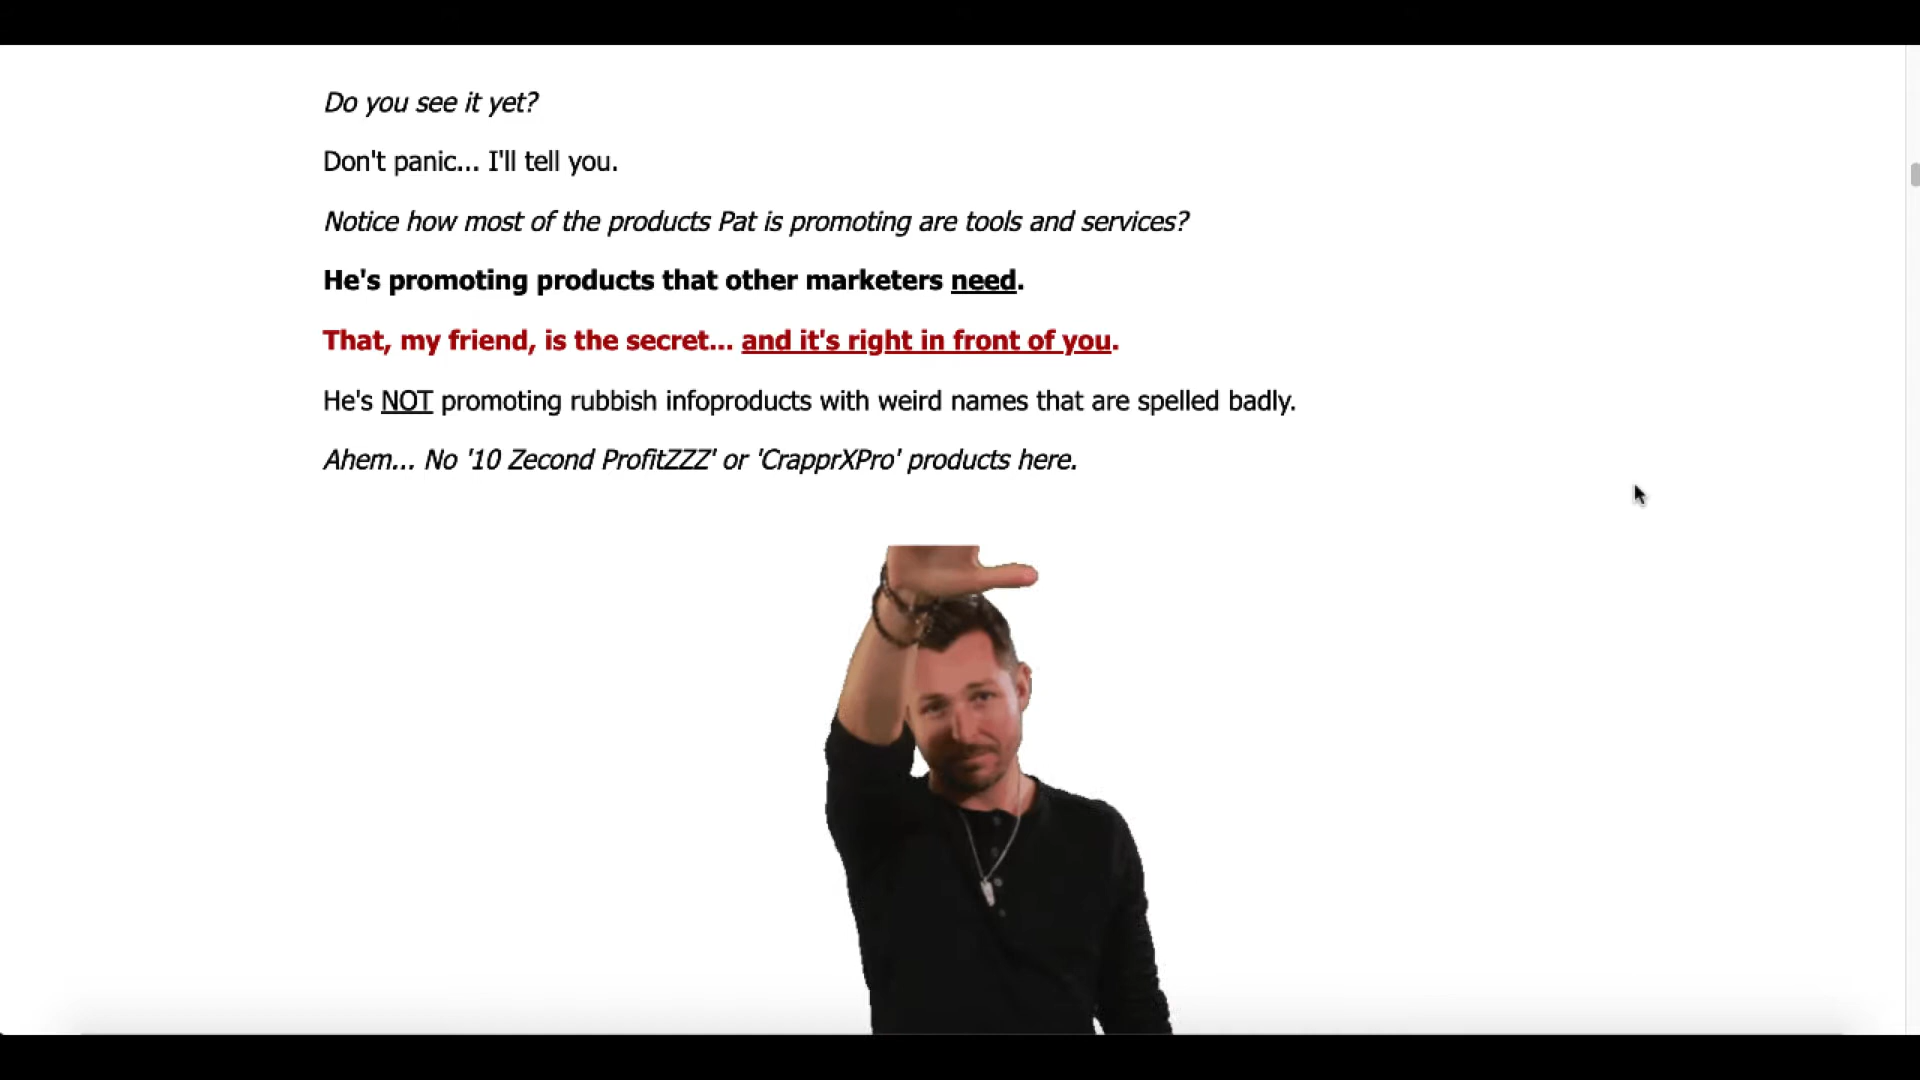 Do you see it yet?
Don't panic... I'll tell you.
Notice how most of the products Pat is promoting are tools and services?
He's promoting products that other marketers need.
That, my friend, is the secret... and it's right in front of you.
He's NOT promoting rubbish infoproducts with weird names that are spelled badly.
Ahem... No '10 Zecond ProfitZZZ' or 'CrapprXPro' products here.